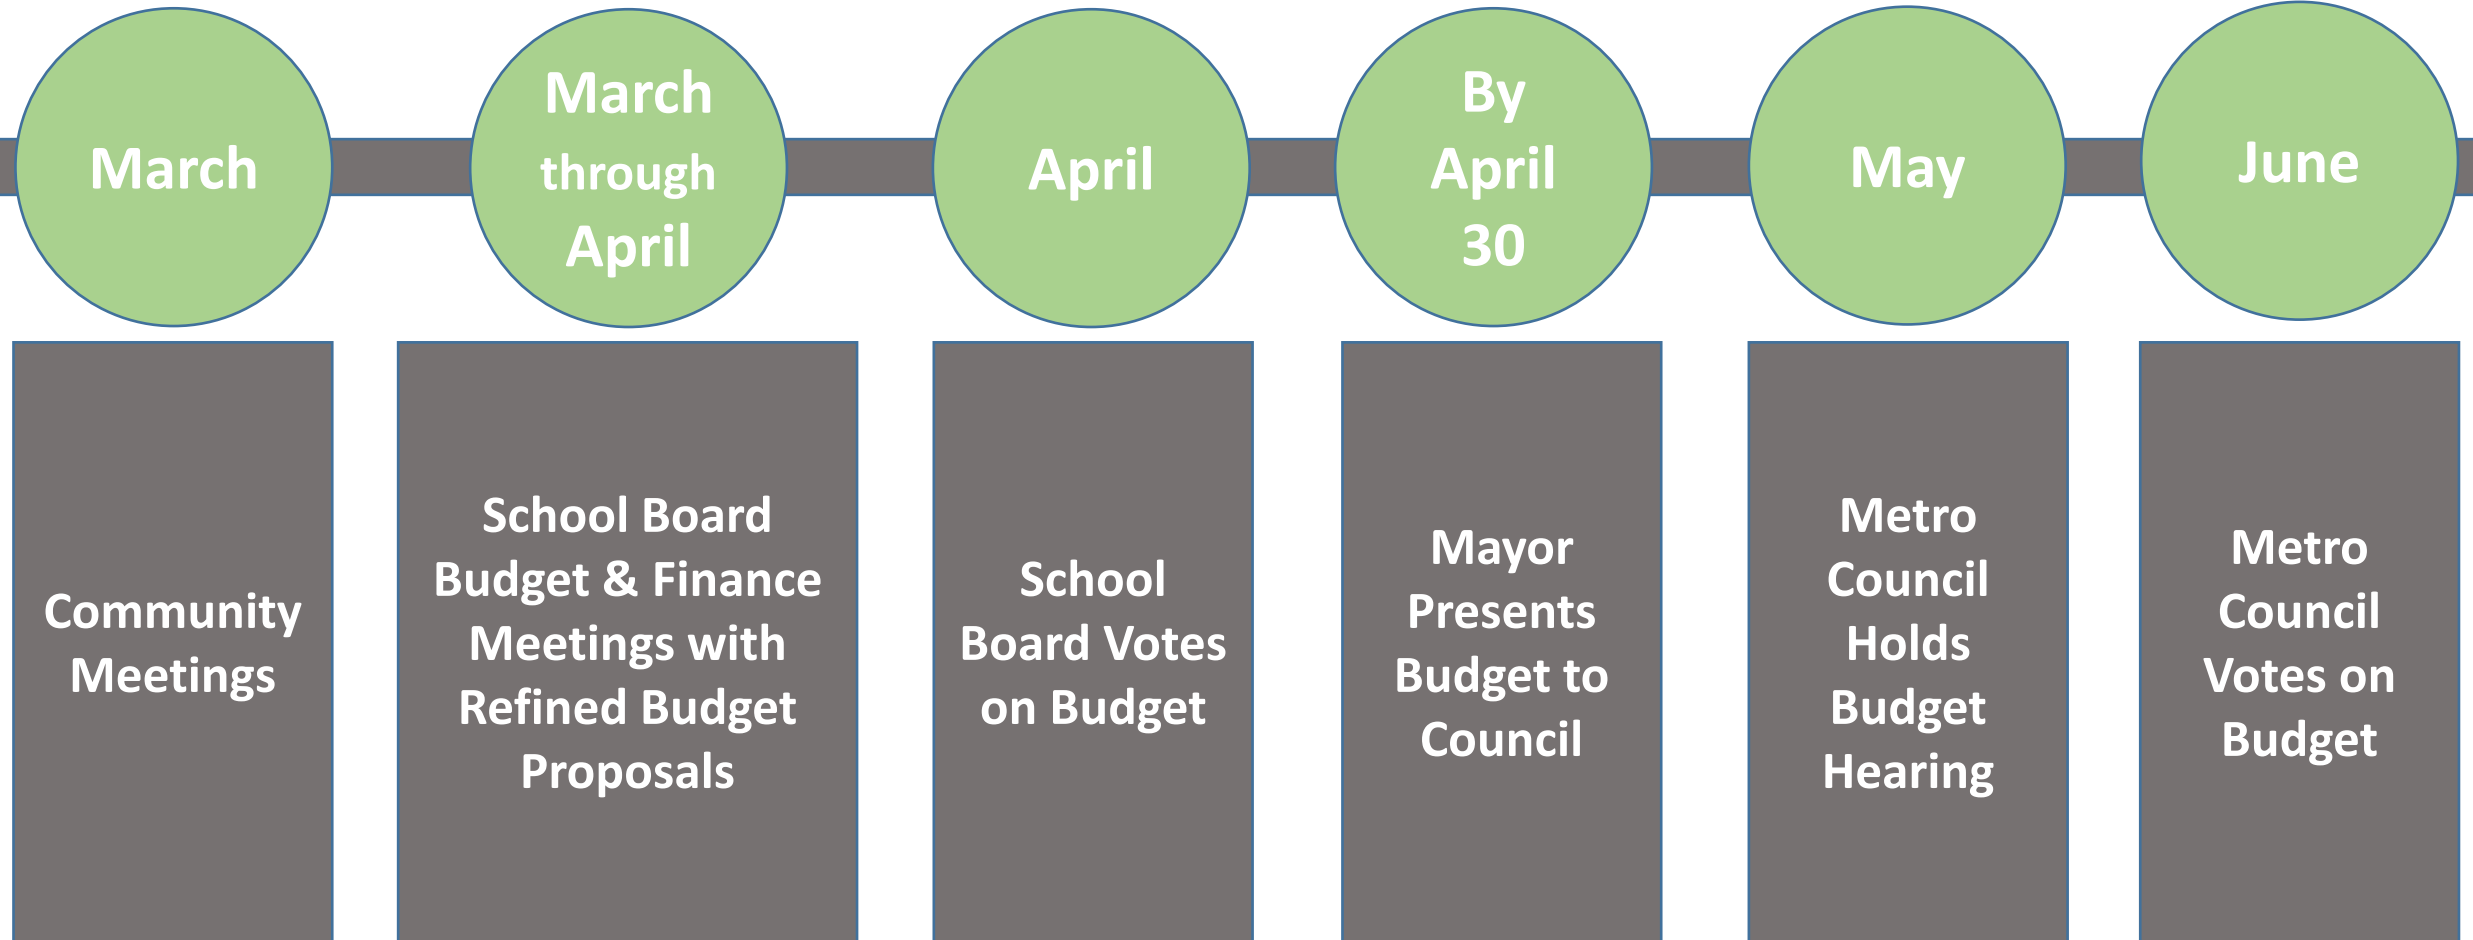 March
March
through
April
April
By
April
30
May
June
Community
Meetings
School Board
Budget & Finance
Meetings with
Refined Budget
Proposals
School
Board Votes
on Budget
Mayor
Presents
Budget to
Council
Metro
Council
Holds
Budget
Hearing
Metro
Council
Votes on
Budget